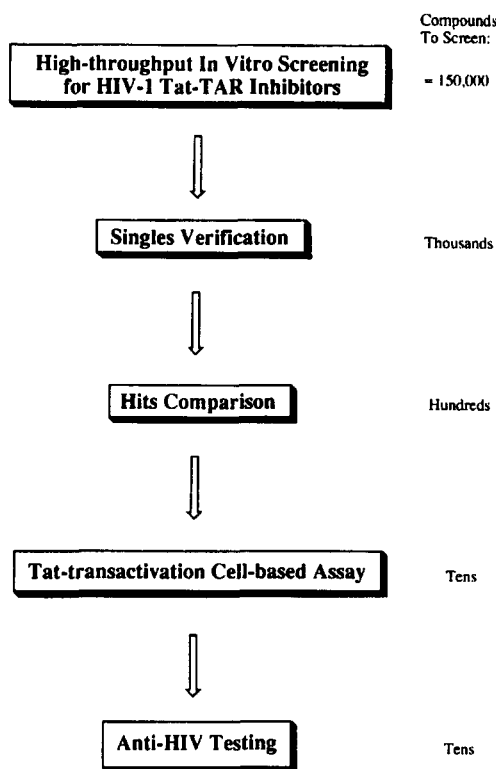 Compounds
To Screen:
High-throughput In Vitro Screening
for HIV-1 Tat-TAR Inhibitors
= 150,000
Singles Verification
Thousands
Hits Comparison
Hundreds
Tat-transactivation Cell-based Assay
Tens
Anti-HIV Testing
Tens